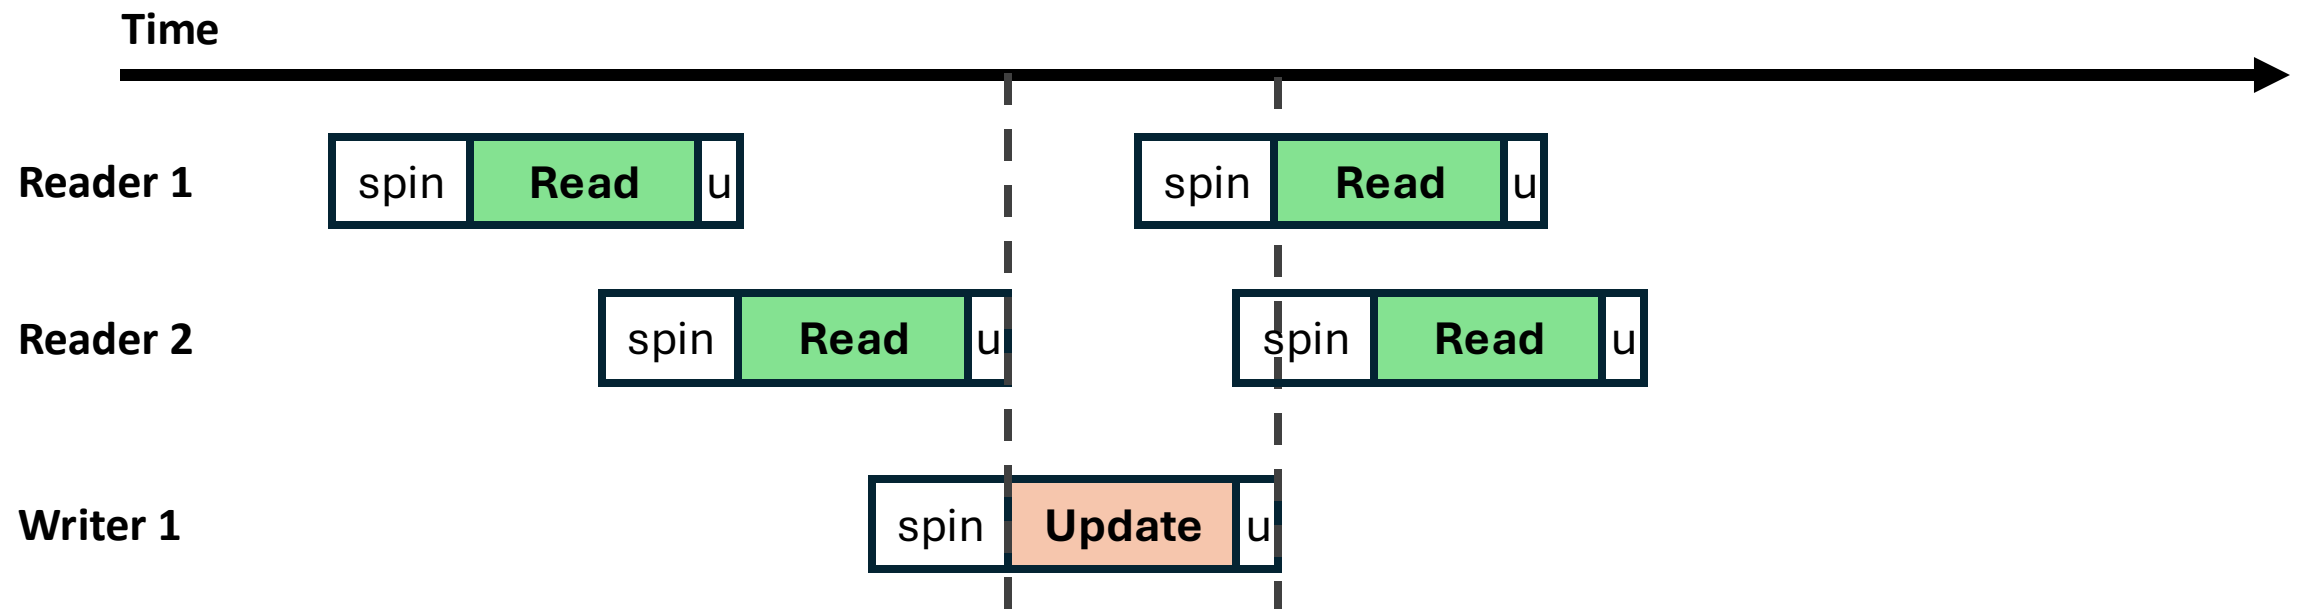 Time
Reader 1 spin Read u spin Read u
Reader 2 spin Read u spin Read u
Writer 1 spin Update u